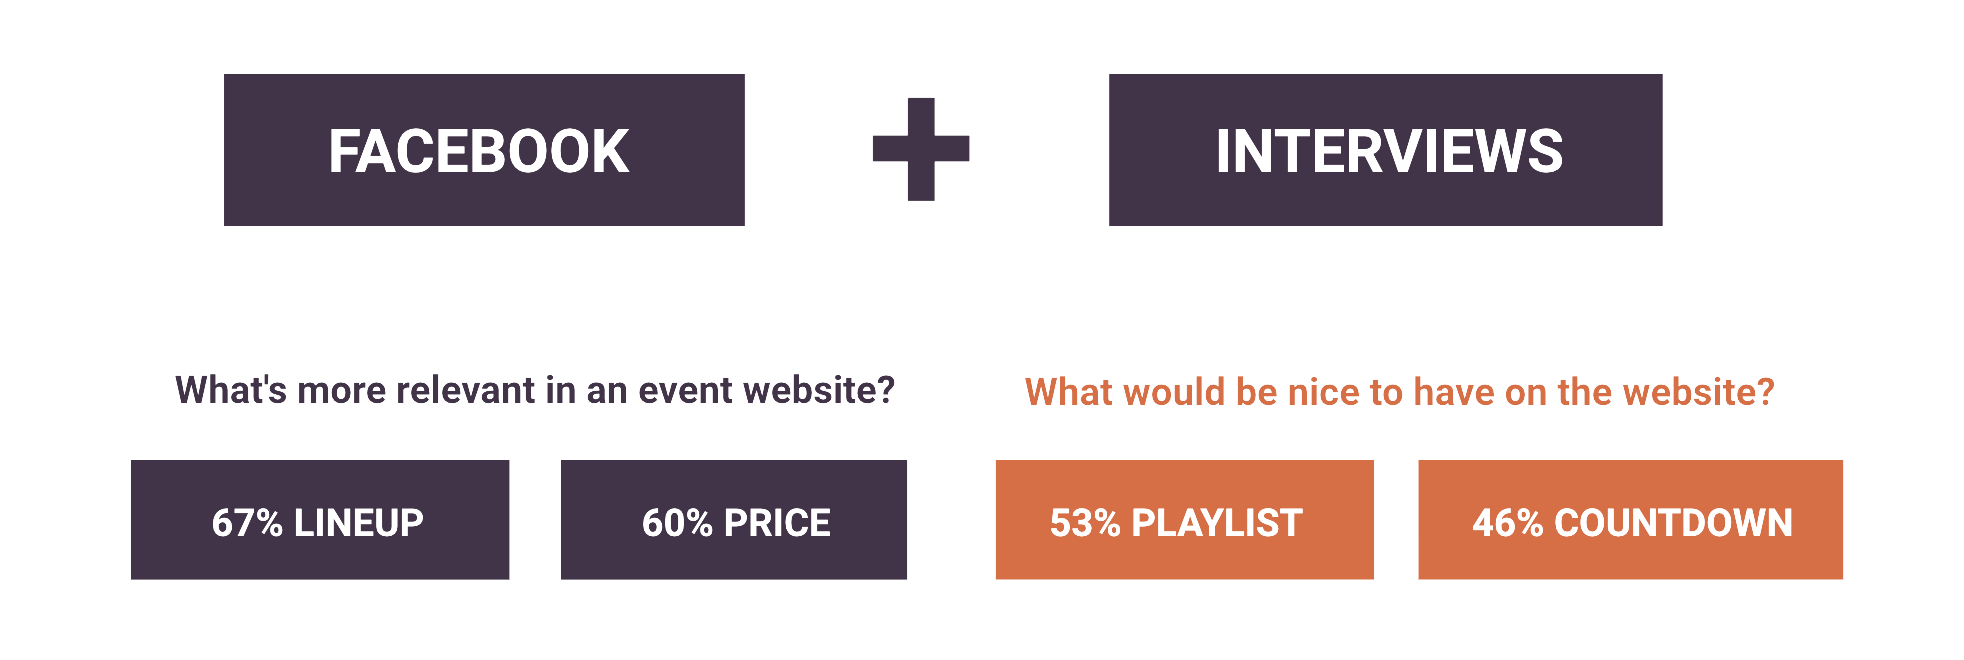 FACEBOOK + INTERVIEWS
What's more relevant in an event website?
67% LINEUP
60% PRICE
What would be nice to have on the website?
53% PLAYLIST
46% COUNTDOWN